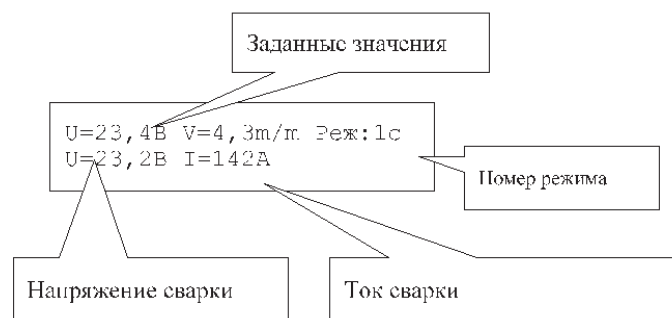 Заданные значения
U=23,4В V=4,3m/m Реж:1с
U=23,2В I=142А
Номер режима
Напряжение сварки
Ток сварки